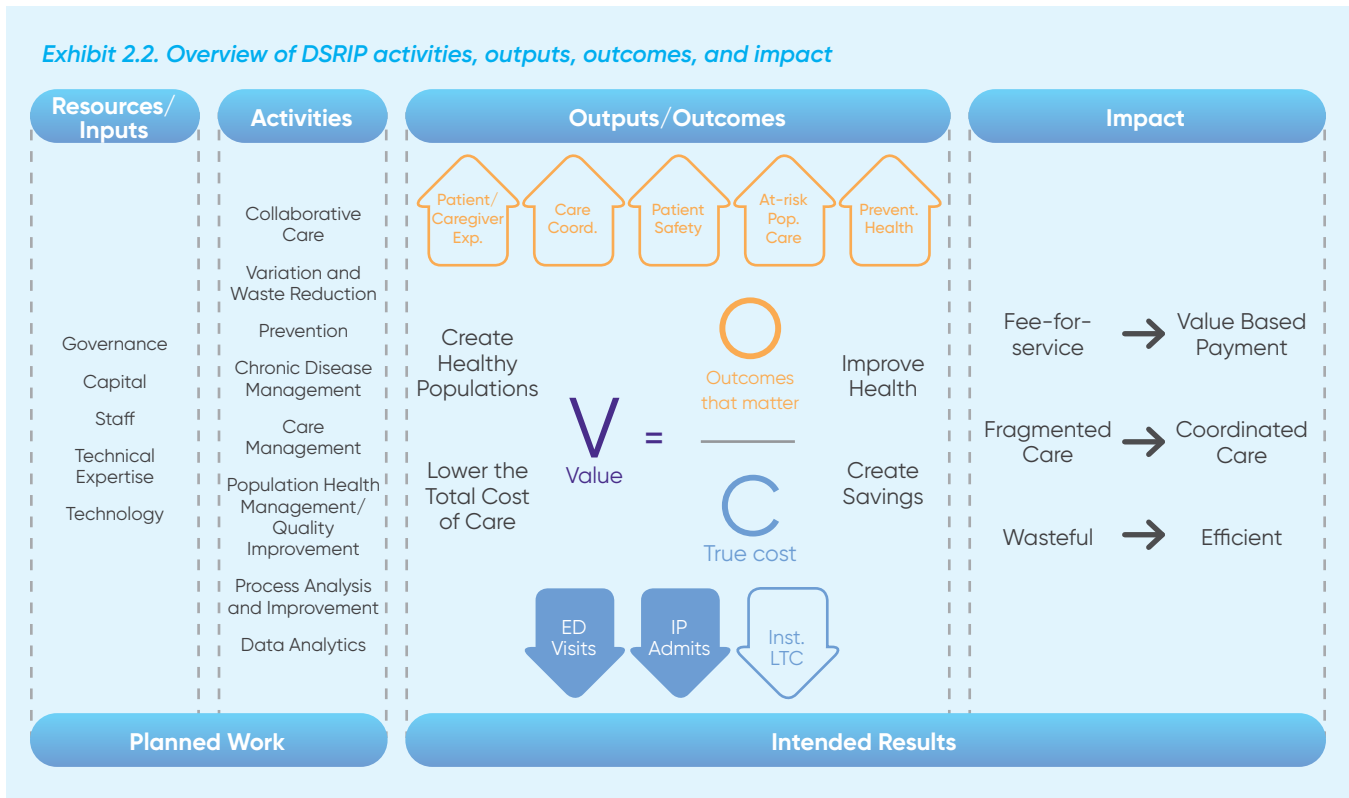 Exhibit 2.2. Overview of DSRIP activities, outputs, outcomes, and impact
Resources/
Inputs
Governance
Capital
Staff
Technical
Expertise
Technology
Activities
Collaborative
Care
Variation and
Waste Reduction
Prevention
Chronic Disease
Management
Care
Management
Population Health
Management/
Quality
Improvement
Process Analysis
and Improvement
Data Analytics
Outputs/Outcomes
Patient/
Caregiver
Exp.
Care
Coord.
Patient
Safety
At-risk
Pop.
Care
Prevent.
Health
Create
Healthy
Populations
Lower the
Total Cost
of Care
V
Value
=
O
Outcomes
that matter
C
True cost
Improve
Health
Create
Savings
ED
Visits
IP
Admits
Inst.
LTC
Impact
Fee-for-
service
Value Based
Payment
Fragmented
Care
Coordinated
Care
Wasteful
Efficient
Planned Work
Intended Results